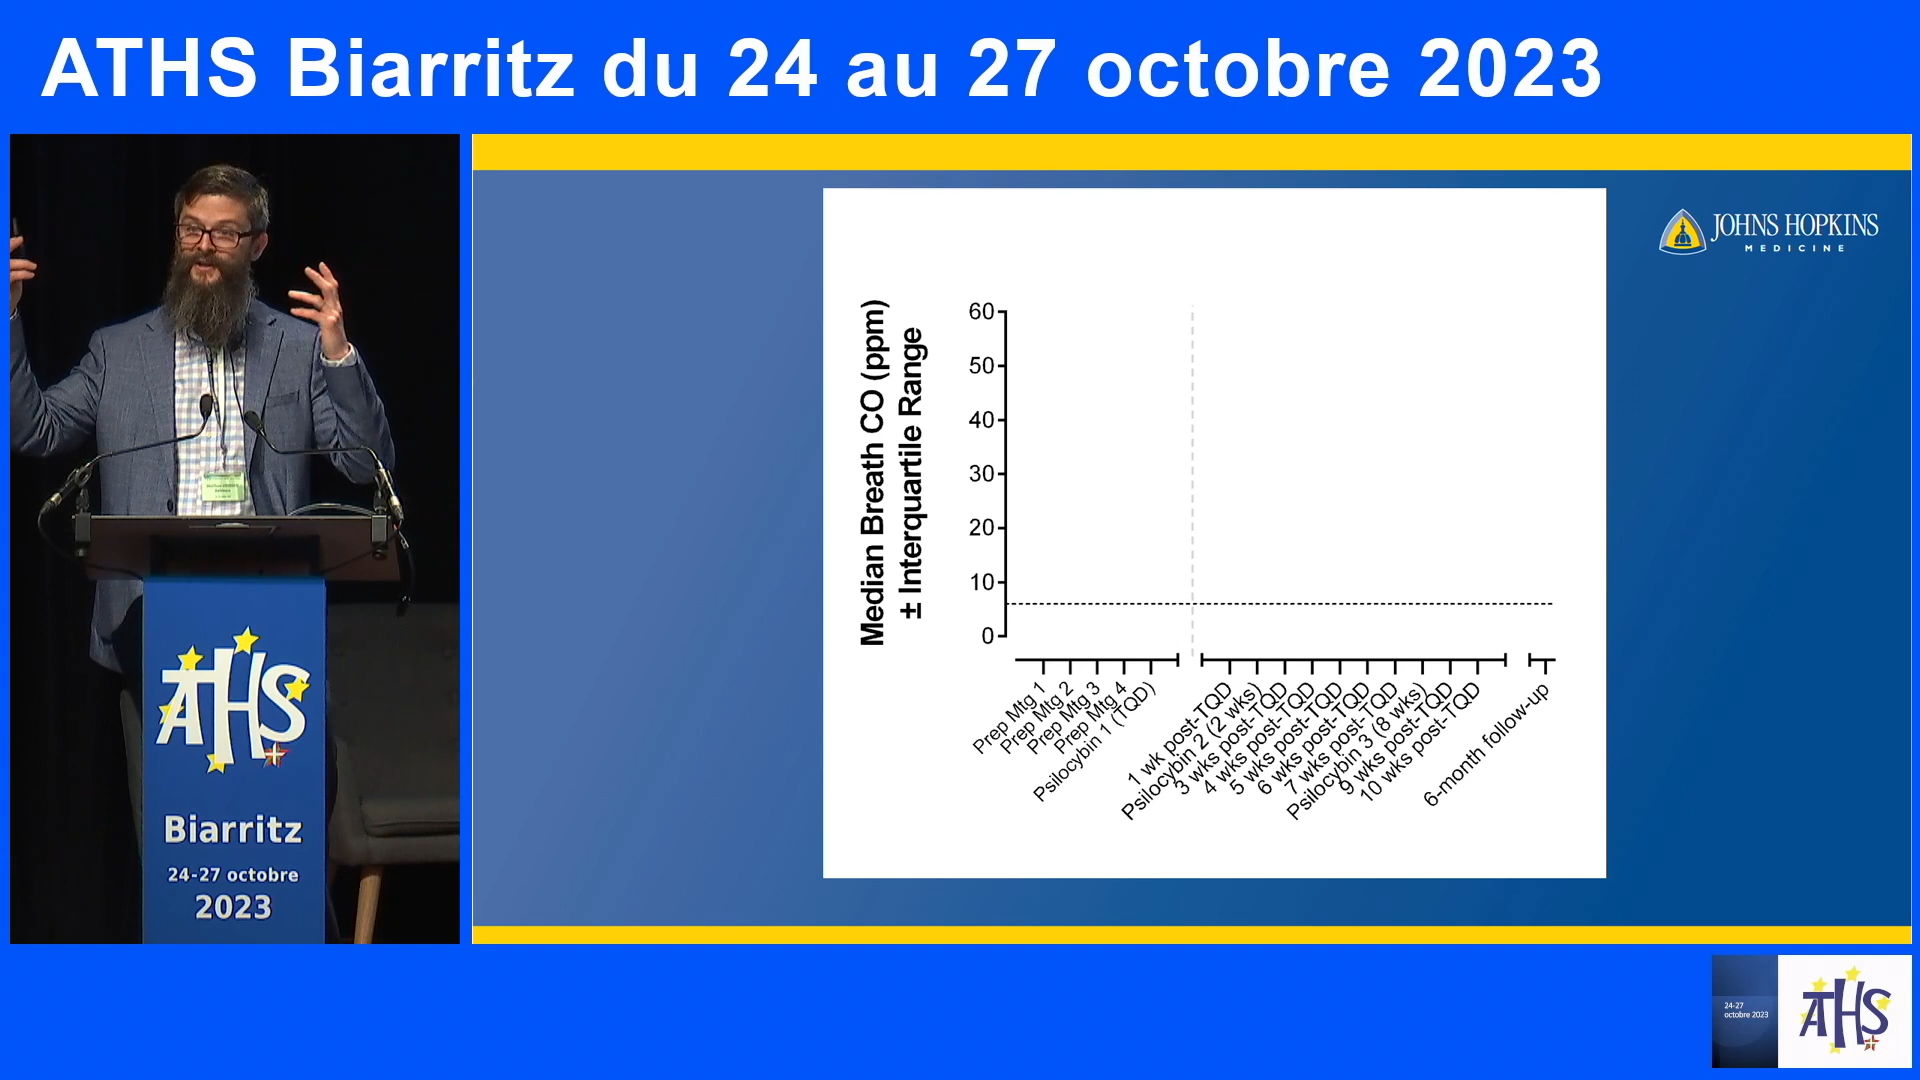 ATHS Biarritz du 24 au 27 octobre 2023
JOHNS HOPKINS
MEDICINE
Median Breath CO (ppm)
± Interquartile Range
60
50
40
30
20
10
0
Prep Mtg 1
Prep Mtg 2
Prep Mtg 3
Prep Mtg 4
Psilocybin 1 (TQD)
1 wk post-TQD
Psilocybin 2 (2 wks)
3 wks post-TQD
4 wks post-TQD
5 wks post-TQD
6 wks post-TQD
7 wks post-TQD
Psilocybin 3 (8 wks)
9 wks post-TQD
10 wks post-TQD
6-month follow-up
ATHS
Biarritz
24-27 octobre
2023
24-27
octobre 2023
ATHS